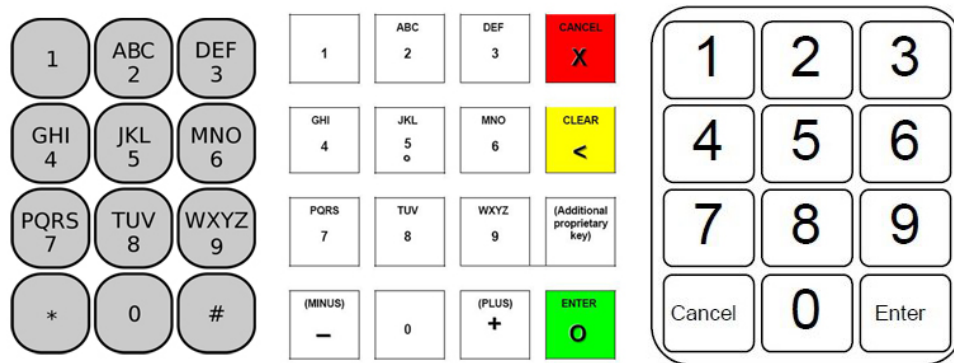 1
ABC
2
DEF
3
GHI
4
JKL
5
MNO
6
PQRS
7
TUV
8
WXYZ
9
*
0
#
1
ABC
2
DEF
3
CANCEL
X
GHI
4
JKL
5
MNO
6
CLEAR
<
PQRS
7
TUV
8
WXYZ
9
(Additional
proprietary
key)
(MINUS)
–
0
(PLUS)
+
ENTER
O
1 2 3
4 5 6
7 8 9
Cancel 0 Enter